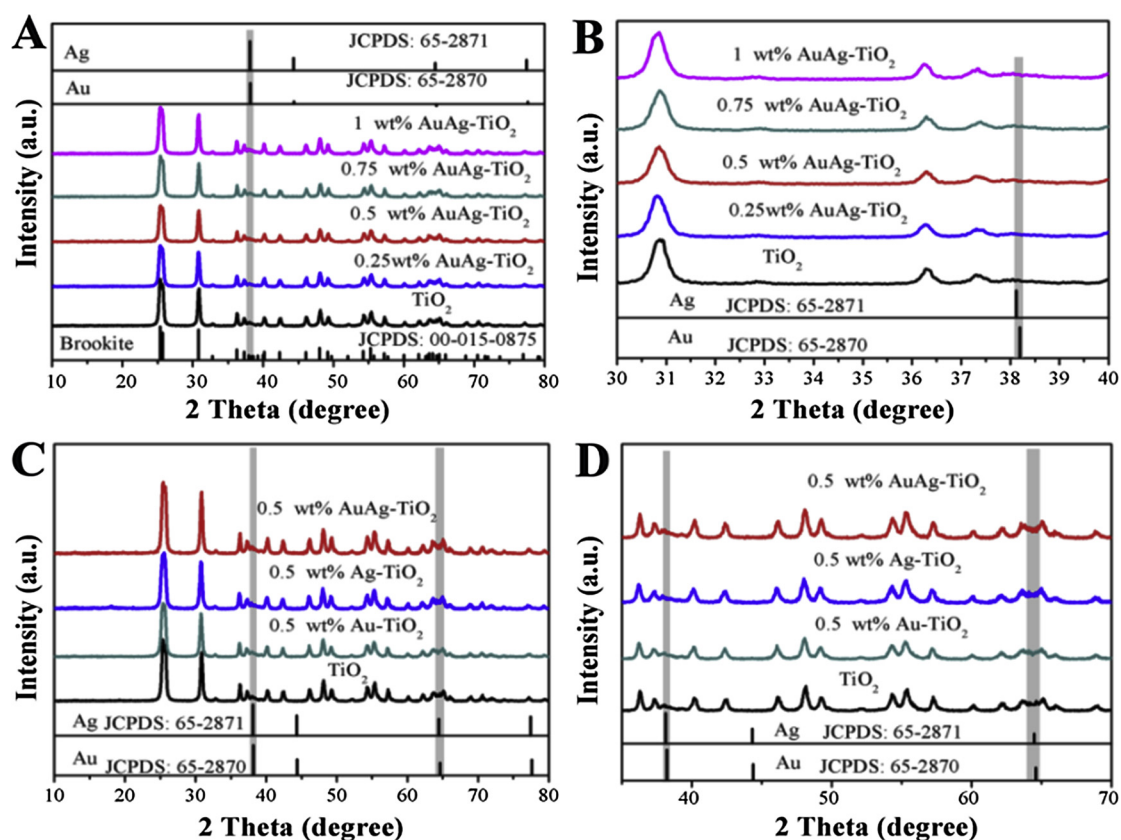 A
Ag
JCPDS: 65-2871
Au
JCPDS: 65-2870
1 wt% AuAg-TiO2
0.75 wt% AuAg-TiO2
0.5 wt% AuAg-TiO2
0.25wt% AuAg-TiO2
TiO2
Brookite
JCPDS: 00-015-0875
10 20 30 40 50 60 70 80
2 Theta (degree)
Intensity (a.u.)
B
1 wt% AuAg-TiO2
0.75 wt% AuAg-TiO2
0.5 wt% AuAg-TiO2
0.25wt% AuAg-TiO2
TiO2
Ag
JCPDS: 65-2871
Au
JCPDS: 65-2870
30 31 32 33 34 35 36 37 38 39 40
2 Theta (degree)
Intensity (a.u.)
C
0.5 wt% AuAg-TiO2
0.5 wt% Ag-TiO2
0.5 wt% Au-TiO2
TiO2
Ag JCPDS: 65-2871
Au JCPDS: 65-2870
10 20 30 40 50 60 70 80
2 Theta (degree)
Intensity (a.u.)
D
0.5 wt% AuAg-TiO2
0.5 wt% Ag-TiO2
0.5 wt% Au-TiO2
TiO2
Ag JCPDS: 65-2871
Au JCPDS: 65-2870
40 50 60 70
2 Theta (degree)
Intensity (a.u.)